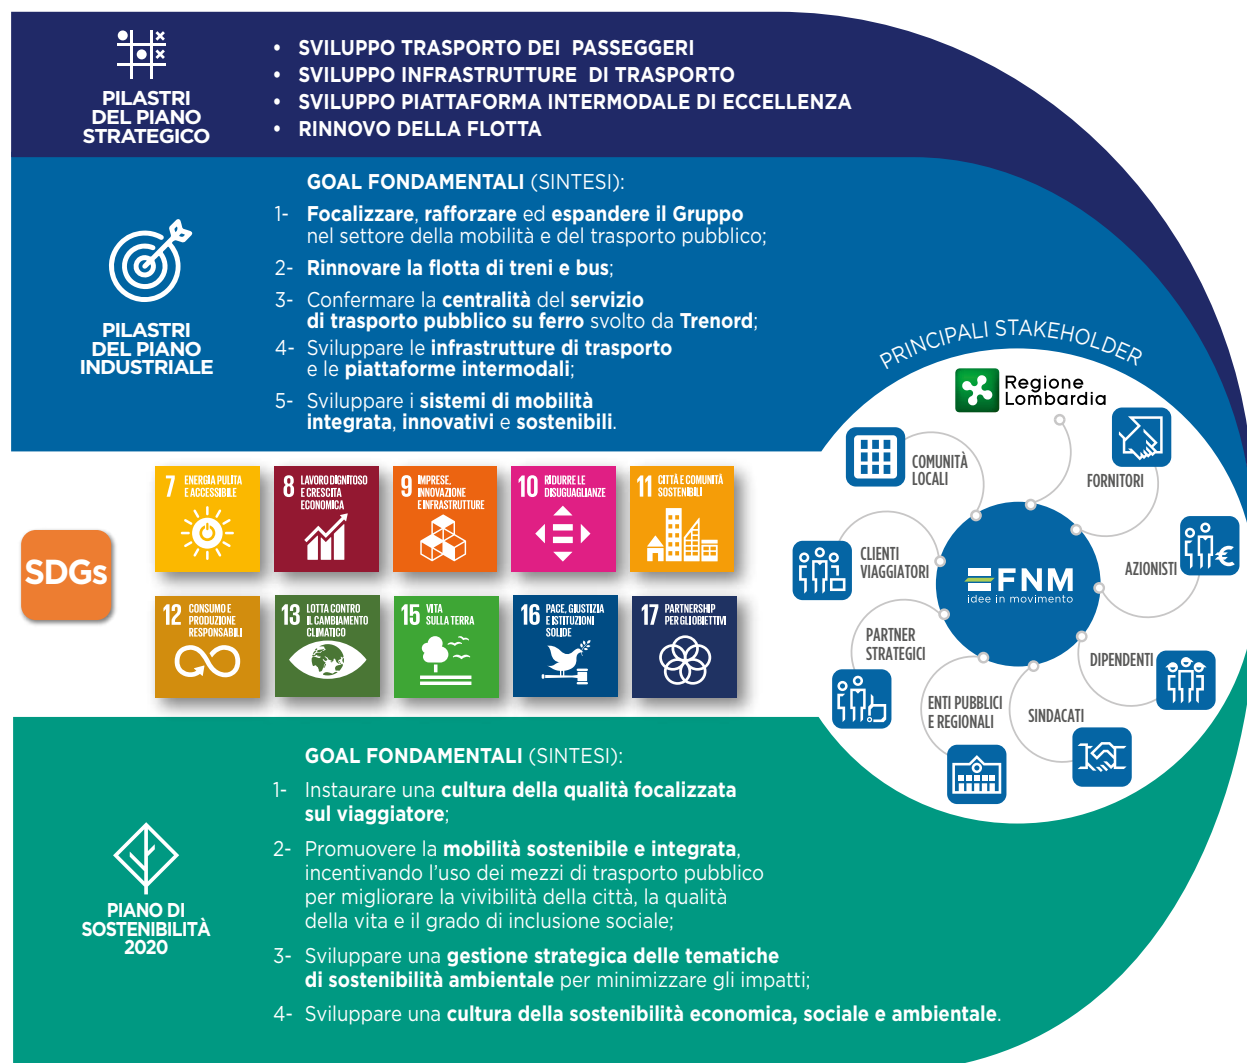 PILASTRI
DEL PIANO
STRATEGICO
• SVILUPPO TRASPORTO DEI PASSEGGERI
• SVILUPPO INFRASTRUTTURE DI TRASPORTO
• SVILUPPO PIATTAFORMA INTERMODALE DI ECCELLENZA
• RINNOVO DELLA FLOTTA
PILASTRI
DEL PIANO
INDUSTRIALE
GOAL FONDAMENTALI (SINTESI):
1- Focalizzare, rafforzare ed espandere il Gruppo
nel settore della mobilità e del trasporto pubblico;
2- Rinnovare la flotta di treni e bus;
3- Confermare la centralità del servizio
di trasporto pubblico su ferro svolto da Trenord;
4- Sviluppare le infrastrutture di trasporto
e le piattaforme intermodali;
5- Sviluppare i sistemi di mobilità
integrata, innovativi e sostenibili.
SDGs
7 ENERGIA PULITA
E ACCESSIBILE
8 LAVORO DIGNITOSO
E CRESCITA
ECONOMICA
9 IMPRESE,
INNOVAZIONE
E INFRASTRUTTURE
10 RIDURRE LE
DISUGUAGLIANZE
11 CITTÀ E COMUNITÀ
SOSTENIBILI
12 CONSUMO E
PRODUZIONE
RESPONSABILI
13 LOTTA CONTRO
IL CAMBIAMENTO
CLIMATICO
15 VITA
SULLA TERRA
16 PACE, GIUSTIZIA
E ISTITUZIONI
SOLIDE
17 PARTNERSHIP
PER GLI OBIETTIVI
PRINCIPALI STAKEHOLDER
Regione
Lombardia
FORNITORI
AZIONISTI
€
DIPENDENTI
SINDACATI
ENTI PUBBLICI
E REGIONALI
PARTNER
STRATEGICI
CLIENTI
VIAGGIATORI
COMUNITÀ
LOCALI
FNM
idee in movimento
PIANO DI
SOSTENIBILITÀ
2020
GOAL FONDAMENTALI (SINTESI):
1- Instaurare una cultura della qualità focalizzata
sul viaggiatore;
2- Promuovere la mobilità sostenibile e integrata,
incentivando l'uso dei mezzi di trasporto pubblico
per migliorare la vivibilità della città, la qualità
della vita e il grado di inclusione sociale;
3- Sviluppare una gestione strategica delle tematiche
di sostenibilità ambientale per minimizzare gli impatti;
4- Sviluppare una cultura della sostenibilità economica, sociale e ambientale.